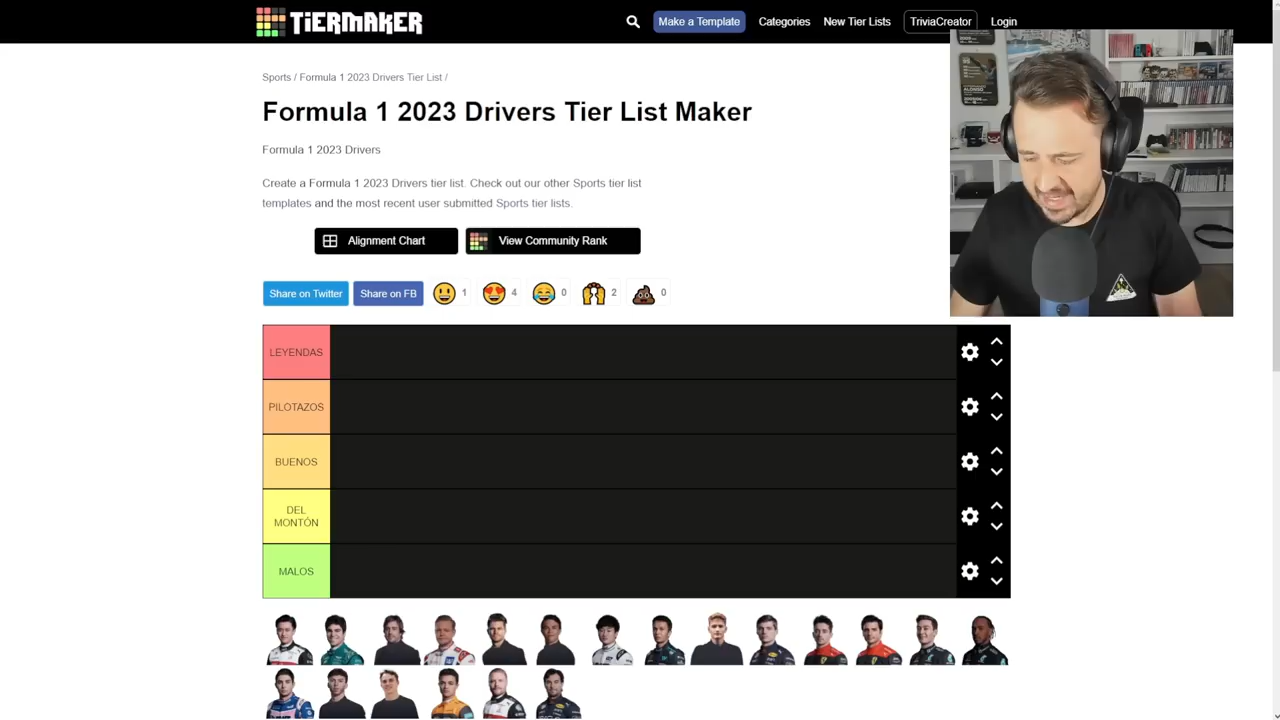 TiERMAKER
Make a Template
Categories
New Tier Lists
TriviaCreator
Login
Sports / Formula 1 2023 Drivers Tier List /
Formula 1 2023 Drivers Tier List Maker
Formula 1 2023 Drivers
Create a Formula 1 2023 Drivers tier list. Check out our other Sports tier list
templates and the most recent user submitted Sports tier lists.
Alignment Chart
View Community Rank
Share on Twitter
Share on FB
1
4
0
2
0
ALONSO
LEYENDAS
PILOTAZOS
BUENOS
DEL
MONTÓN
MALOS